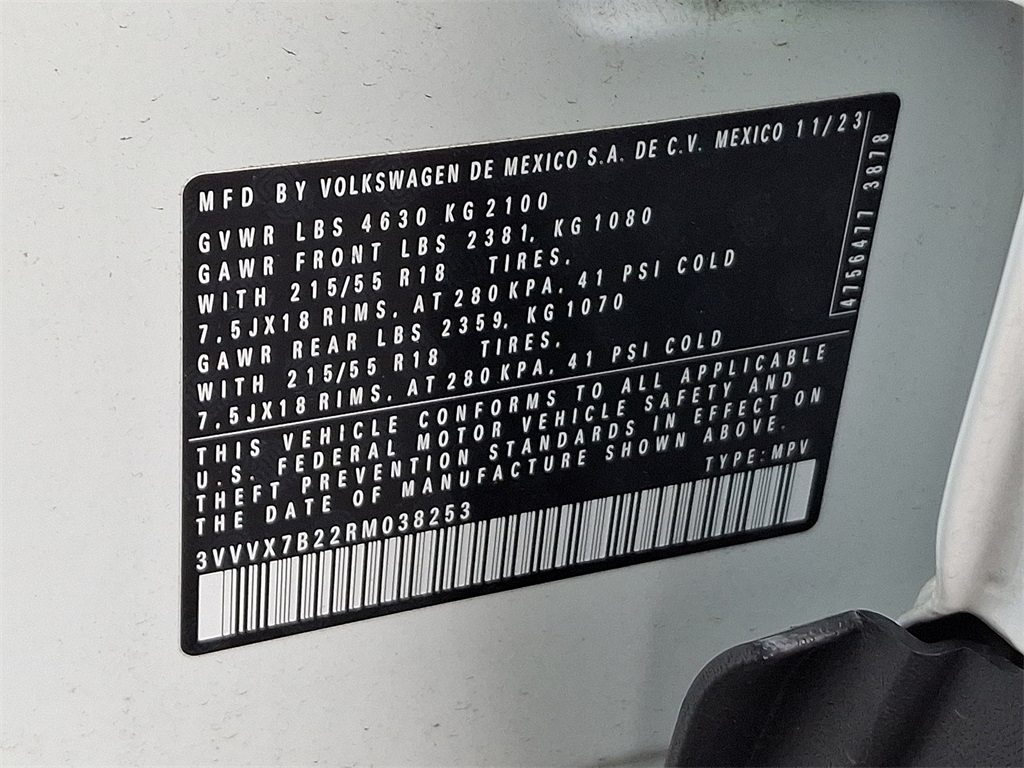 MFD BY VOLKSWAGEN DE MEXICO S.A. DE C.V. MEXICO 11/23
GVWR LBS 4630 KG 2100
GAWR FRONT LBS 2381, KG 1080
WITH 215/55 R18 TIRES,
7,5JX18 RIMS, AT 280 KPA, 41 PSI COLD
GAWR REAR LBS 2359, KG 1070
WITH 215/55 R18 TIRES,
7,5JX18 RIMS, AT 280 KPA, 41 PSI COLD
4756477 3878
THIS VEHICLE CONFORMS TO ALL APPLICABLE
U.S. FEDERAL MOTOR VEHICLE SAFETY AND
THEFT PREVENTION STANDARDS IN EFFECT ON
THE DATE OF MANUFACTURE SHOWN ABOVE.
3VVVX7B22RM038253 TYPE: MPV